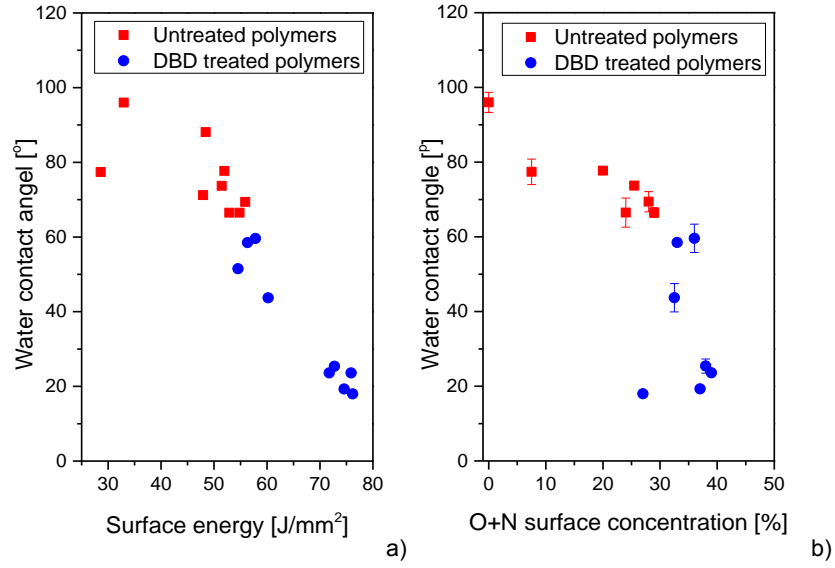 Untreated polymers
DBD treated polymers
120
100
80
60
40
20
0
Water contact angel [º]
30 40 50 60 70 80
Surface energy [J/mm²]
a)
Untreated polymers
DBD treated polymers
120
100
80
60
40
20
0
Water contact angle [ᵖ]
0 10 20 30 40 50
O+N surface concentration [%]
b)